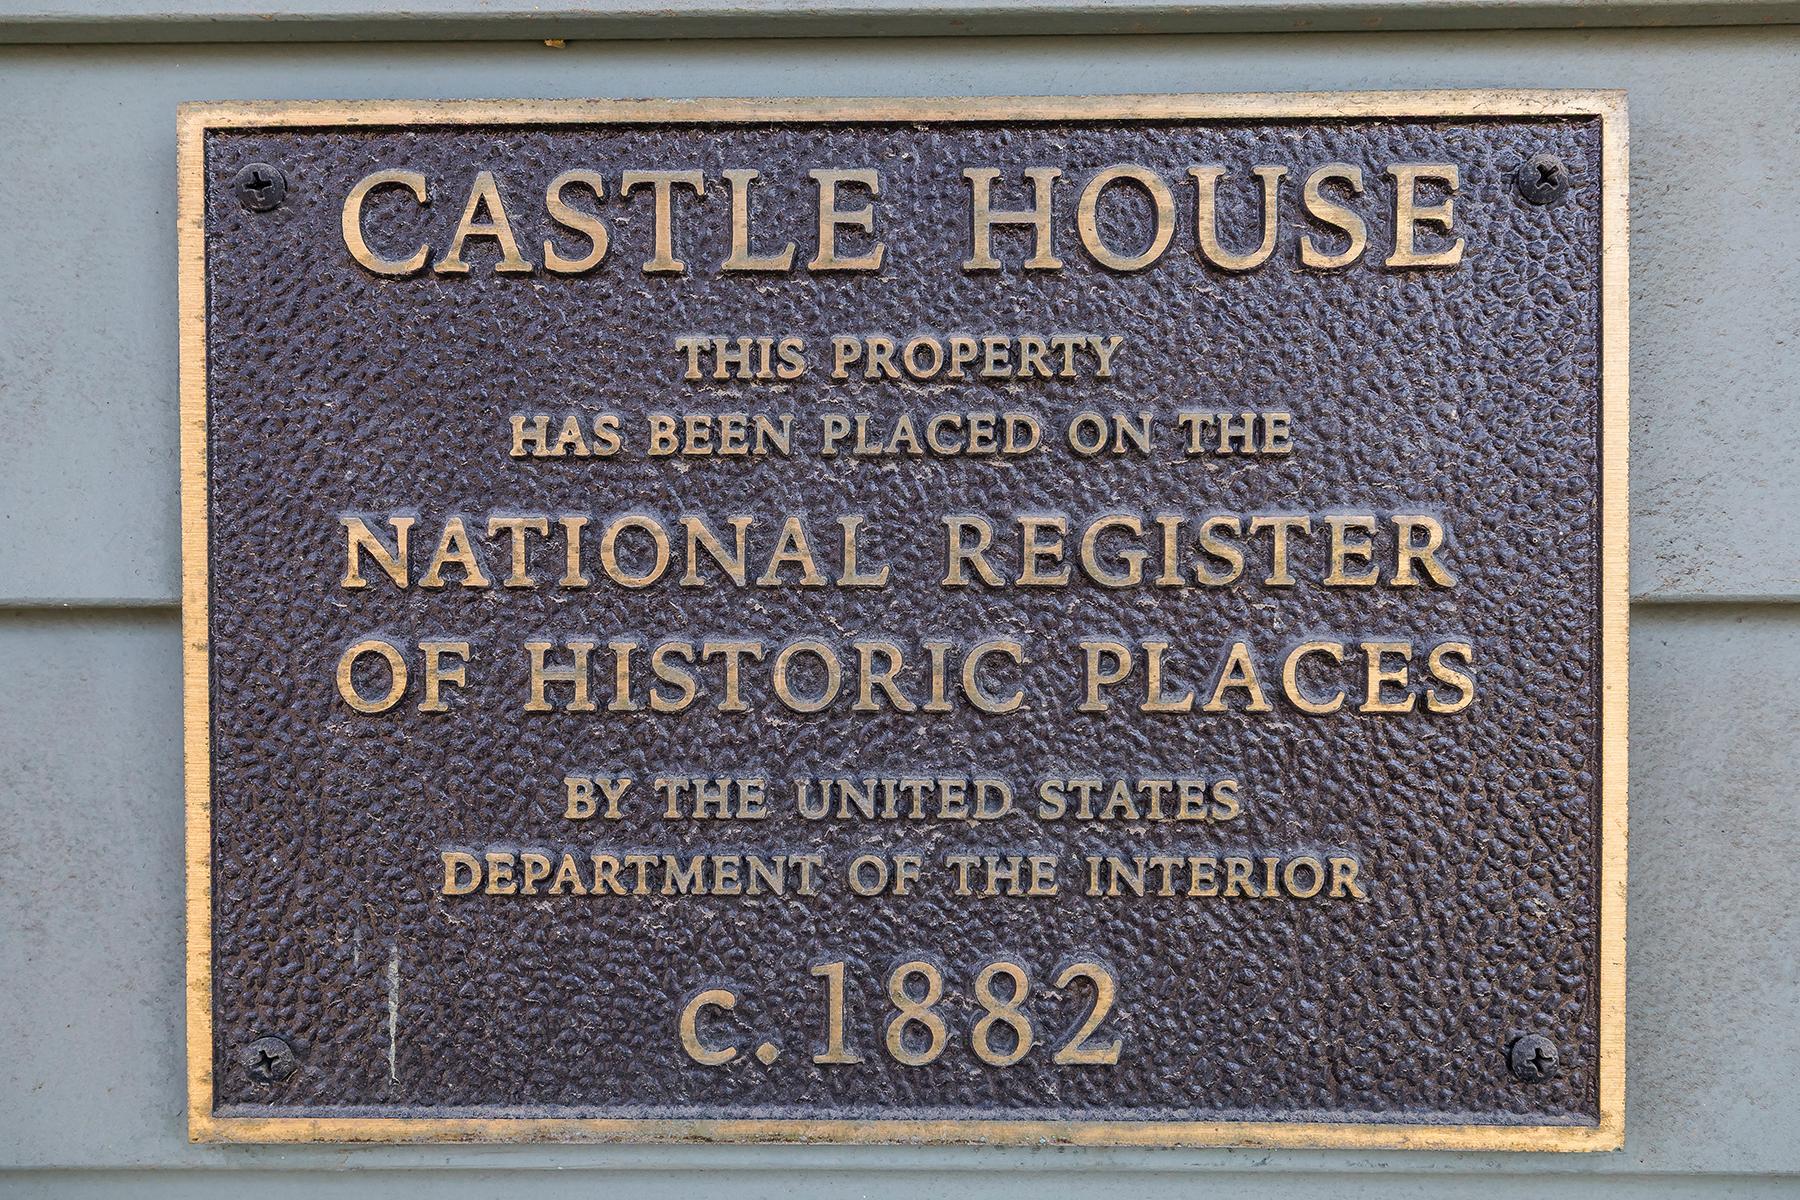 CASTLE HOUSE
THIS PROPERTY
HAS BEEN PLACED ON THE
NATIONAL REGISTER
OF HISTORIC PLACES
BY THE UNITED STATES
DEPARTMENT OF THE INTERIOR
c.1882